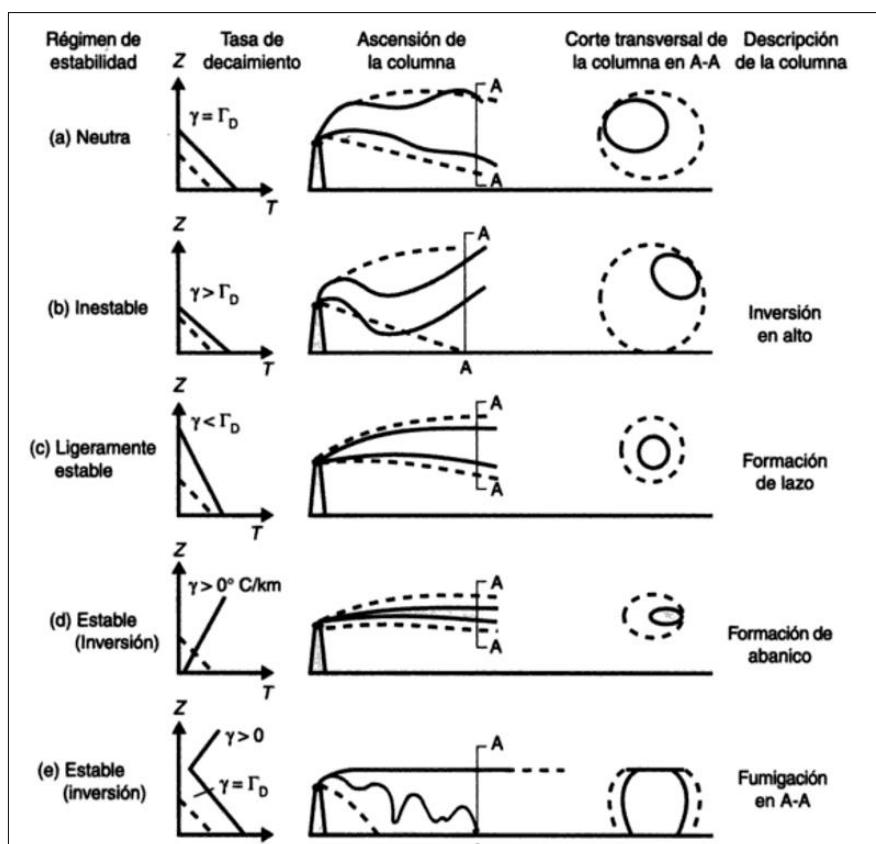 Régimen de
estabilidad
Tasa de
decaimiento
Ascensión de
la columna
Corte transversal de
la columna en A-A
Descripción
de la columna
(a) Neutra
Z
γ = Γ_D
T
A
A
(b) Inestable
Z
γ > Γ_D
T
A
A
Inversión
en alto
(c) Ligeramente
estable
Z
γ < Γ_D
T
A
A
Formación
de lazo
(d) Estable
(Inversión)
Z
γ > 0° C/km
T
A
A
Formación de
abanico
(e) Estable
(inversión)
Z
γ > 0
γ = Γ_D
A
Fumigación
en A-A